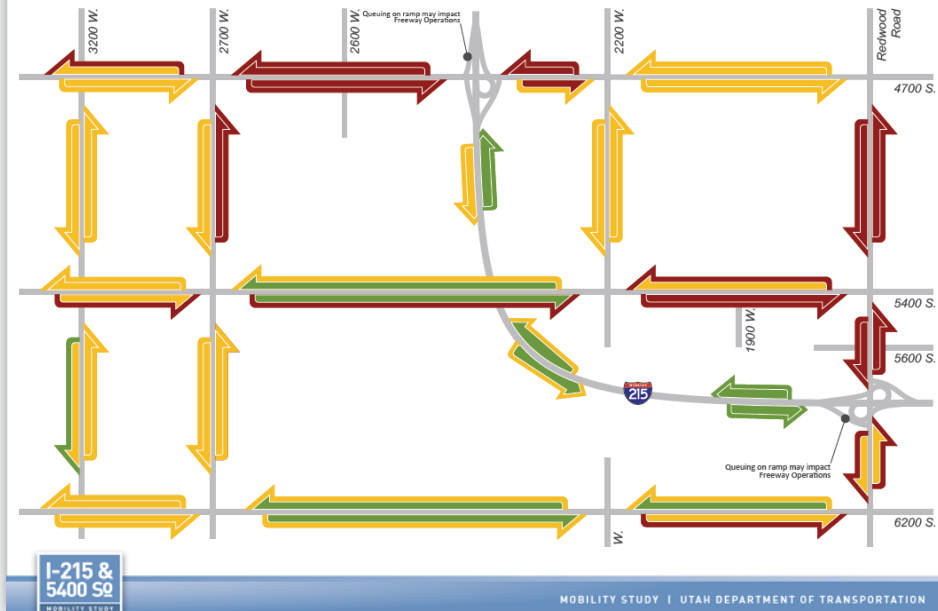 3200 W.
2700 W.
2600 W.
Queuing on ramp may impact
Freeway Operations
2200 W.
Redwood
Road
4700 S.
5400 S.
1900 W.
5600 S.
215
Queuing on ramp may impact
Freeway Operations
6200 S.
W.
I-215 &
5400 So
MOBILITY STUDY
MOBILITY STUDY | UTAH DEPARTMENT OF TRANSPORTATION